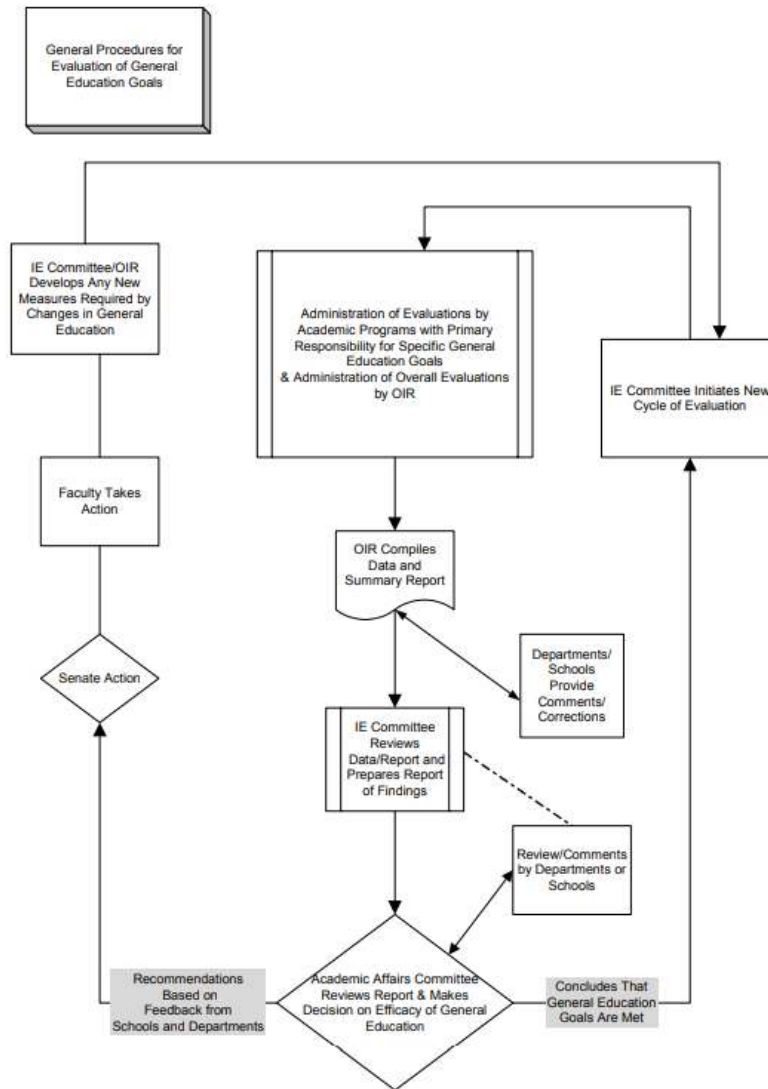 General Procedures for
Evaluation of General
Education Goals
IE Committee/OIR
Develops Any New
Measures Required by
Changes in General
Education
Administration of Evaluations by
Academic Programs with Primary
Responsibility for Specific General
Education Goals
& Administration of Overall Evaluations
by OIR
IE Committee Initiates New
Cycle of Evaluation
Faculty Takes
Action
OIR Compiles
Data and
Summary Report
Senate Action
Departments/
Schools
Provide
Comments/
Corrections
IE Committee
Reviews
Data/Report and
Prepares Report
of Findings
Review/Comments
by Departments or
Schools
Recommendations
Based on
Feedback from
Schools and Departments
Academic Affairs Committee
Reviews Report & Makes
Decision on Efficacy of General
Education
Concludes That
General Education
Goals Are Met